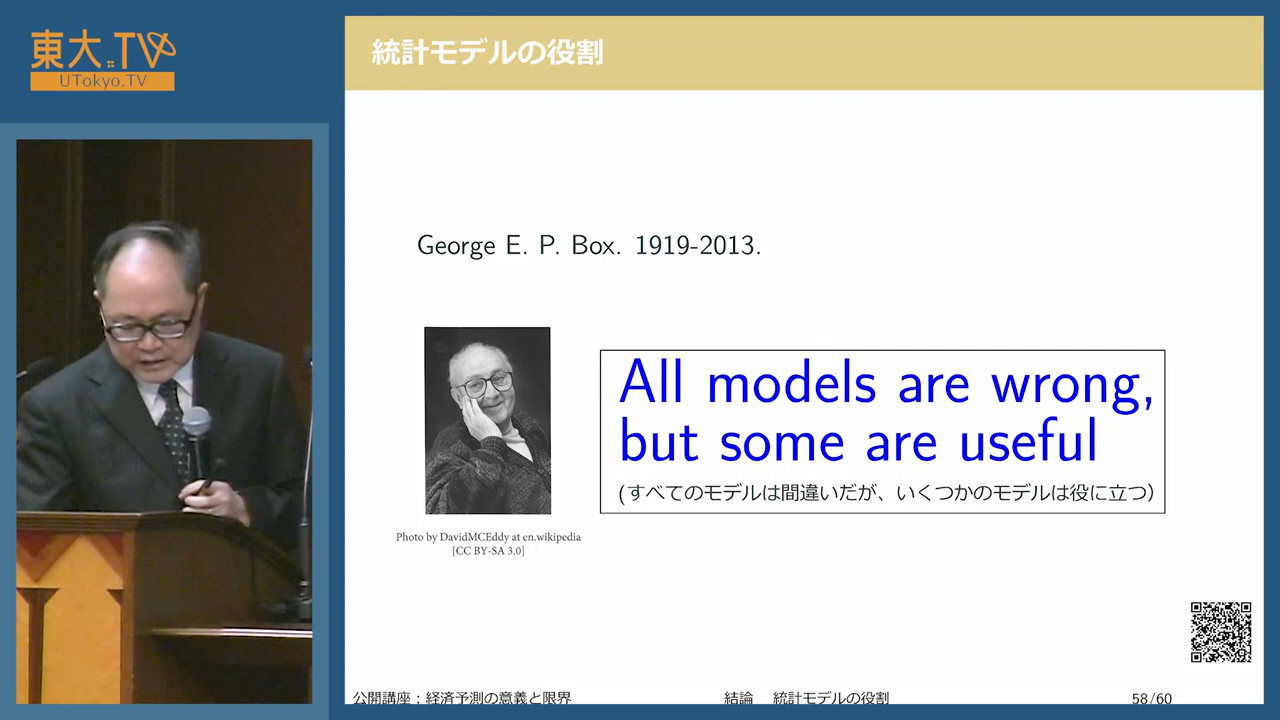 東大.TV
UTokyo.TV
統計モデルの役割
George E. P. Box. 1919-2013.
All models are wrong,
but some are useful
(すべてのモデルは間違いだが、いくつかのモデルは役に立つ)
Photo by DavidMCEddy at en.wikipedia
[CC BY-SA 3.0]
公開講座：経済予測の意義と限界
結論 統計モデルの役割
58/60